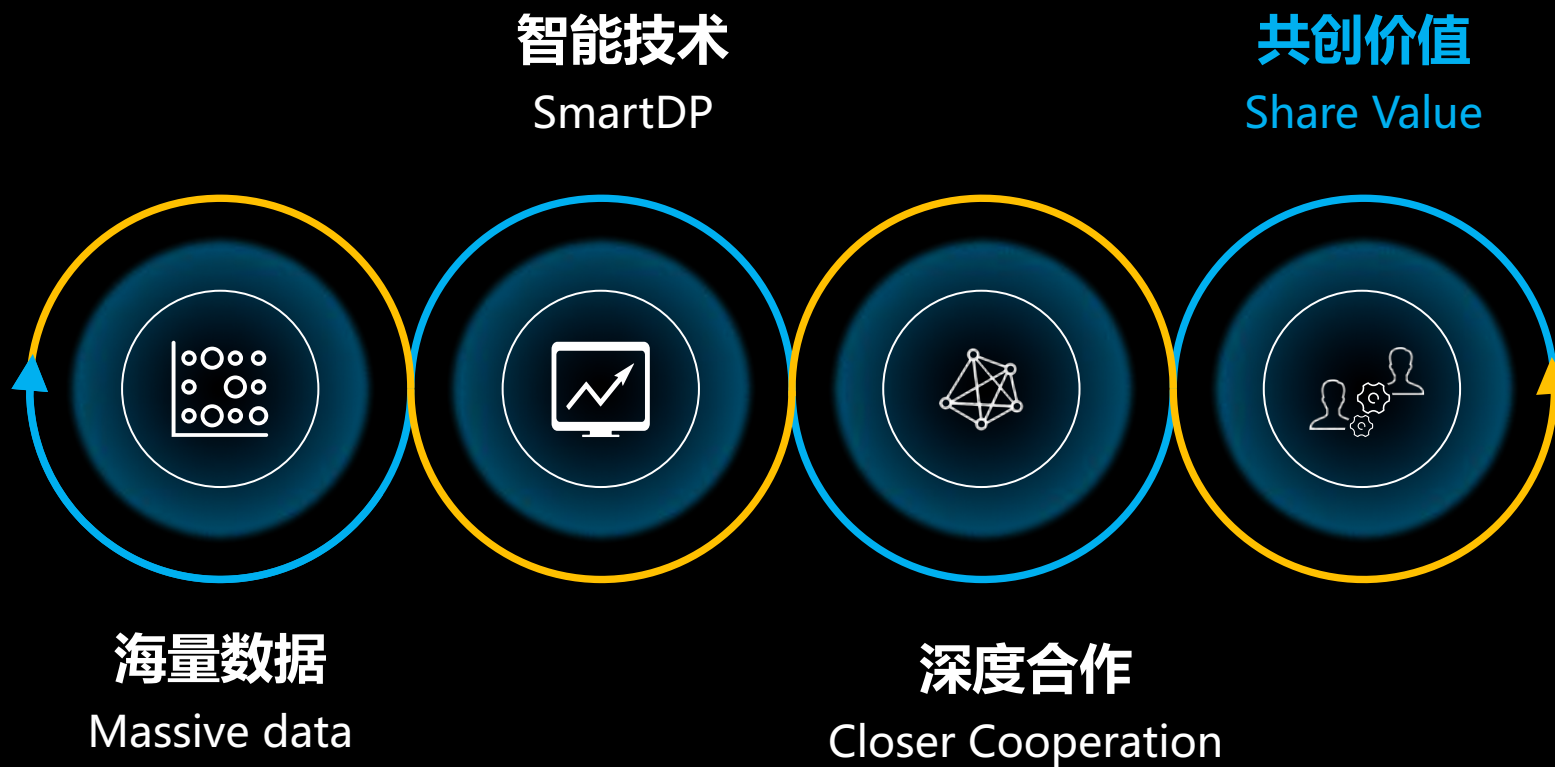 智能技术
SmartDP
共创价值
Share Value
海量数据
Massive data
深度合作
Closer Cooperation